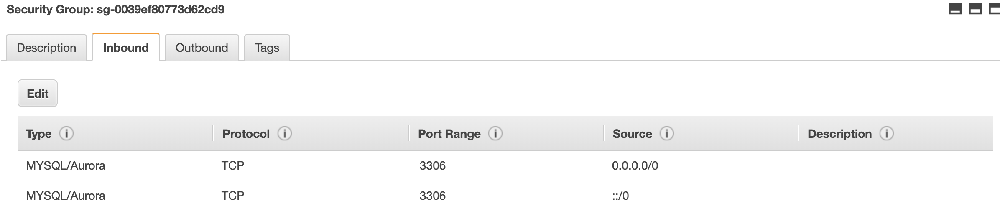 Security Group: sg-0039ef80773d62cd9
Description Inbound Outbound Tags
Edit
Type Protocol Port Range Source Description
MYSQL/Aurora TCP 3306 0.0.0.0/0
MYSQL/Aurora TCP 3306 ::/0